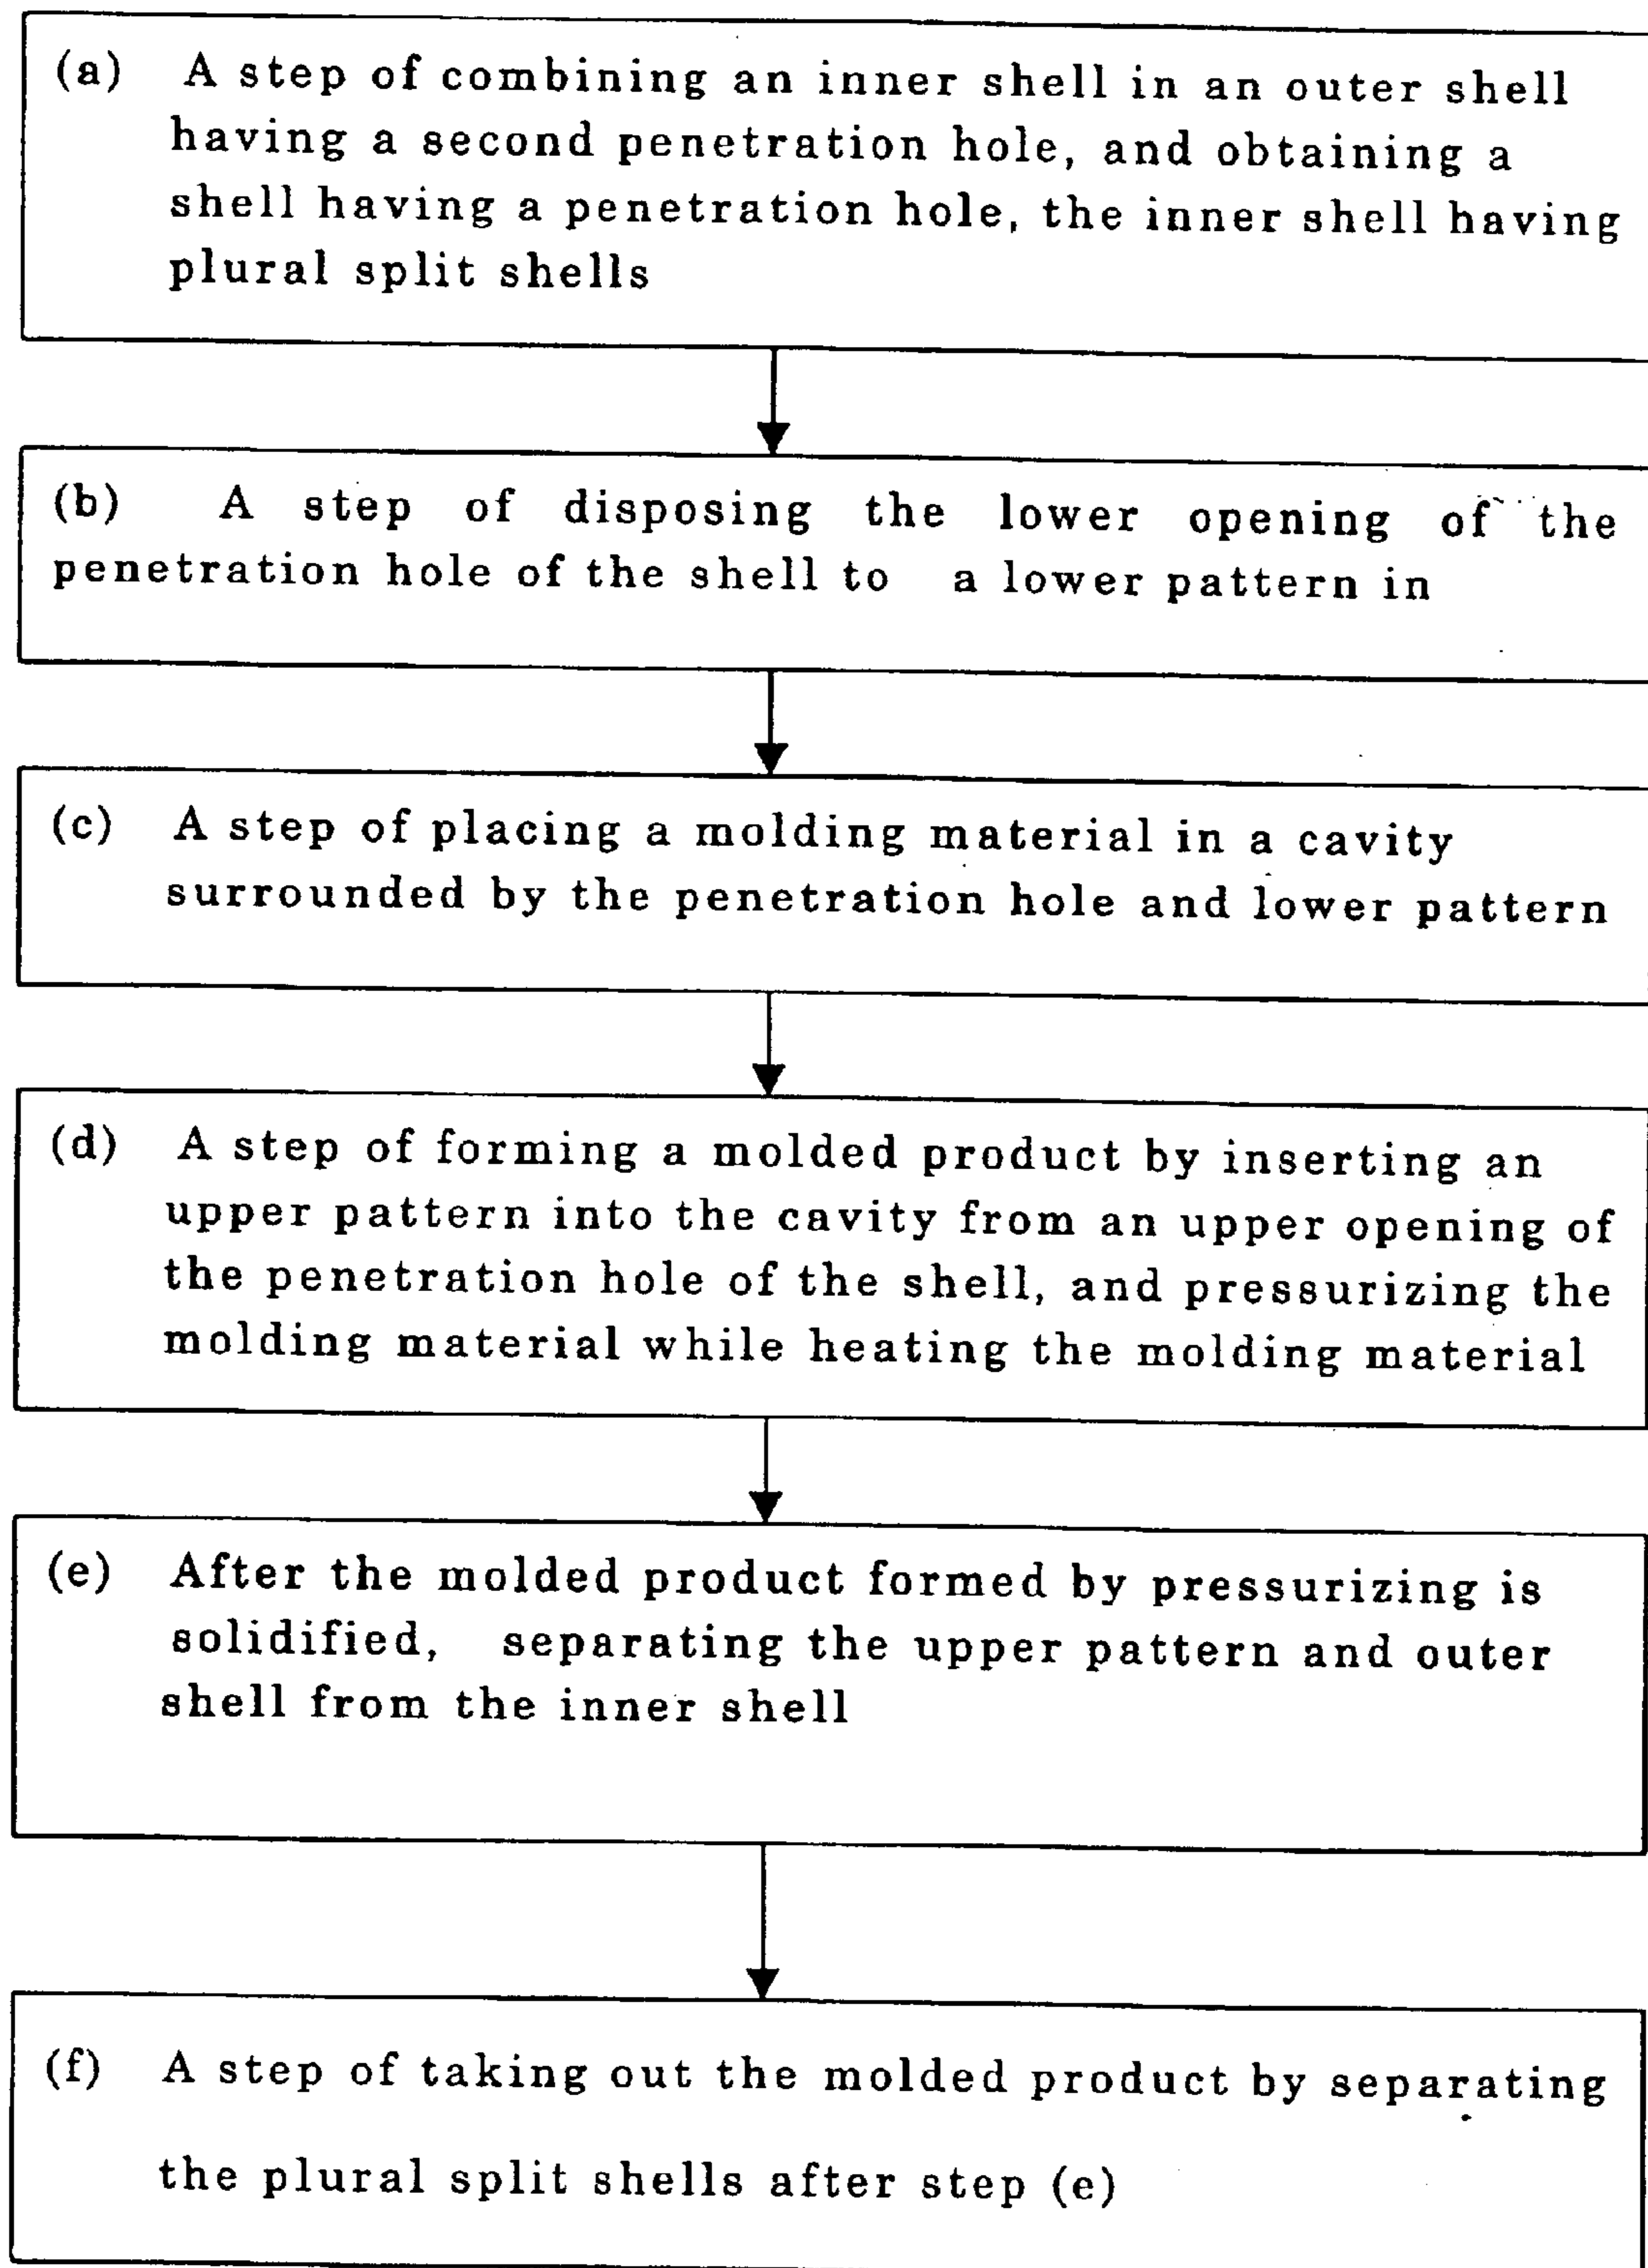 (a) A step of combining an inner shell in an outer shell
having a second penetration hole, and obtaining a
shell having a penetration hole, the inner shell having
plural split shells
(b) A step of disposing the lower opening of the
penetration hole of the shell to a lower pattern in
(c) A step of placing a molding material in a cavity
surrounded by the penetration hole and lower pattern
(d) A step of forming a molded product by inserting an
upper pattern into the cavity from an upper opening of
the penetration hole of the shell, and pressurizing the
molding material while heating the molding material
(e) After the molded product formed by pressurizing is
solidified, separating the upper pattern and outer
shell from the inner shell
(f) A step of taking out the molded product by separating
the plural split shells after step (e)